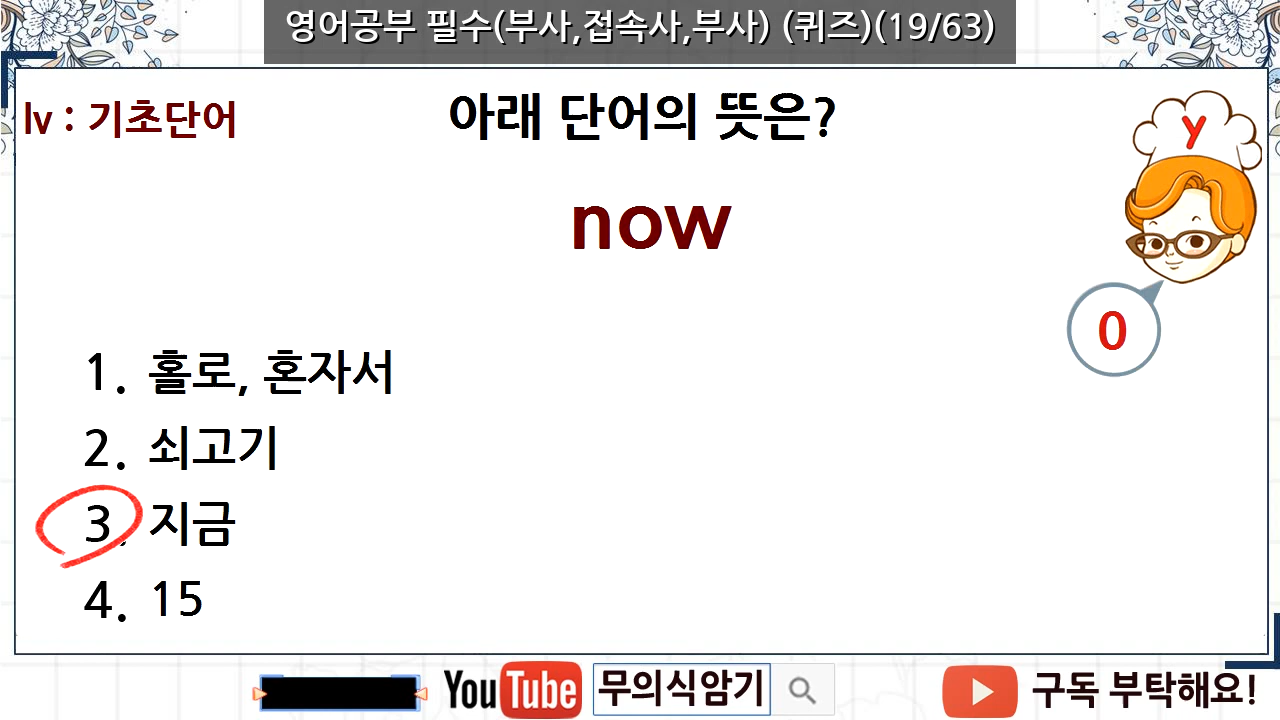 영어공부 필수(부사,접속사,부사) (퀴즈)(19/63)
lv : 기초단어
아래 단어의 뜻은?
y
now
0
1. 홀로, 혼자서
2. 쇠고기
3. 지금
4. 15
YouTube 무의식암기 구독 부탁해요!